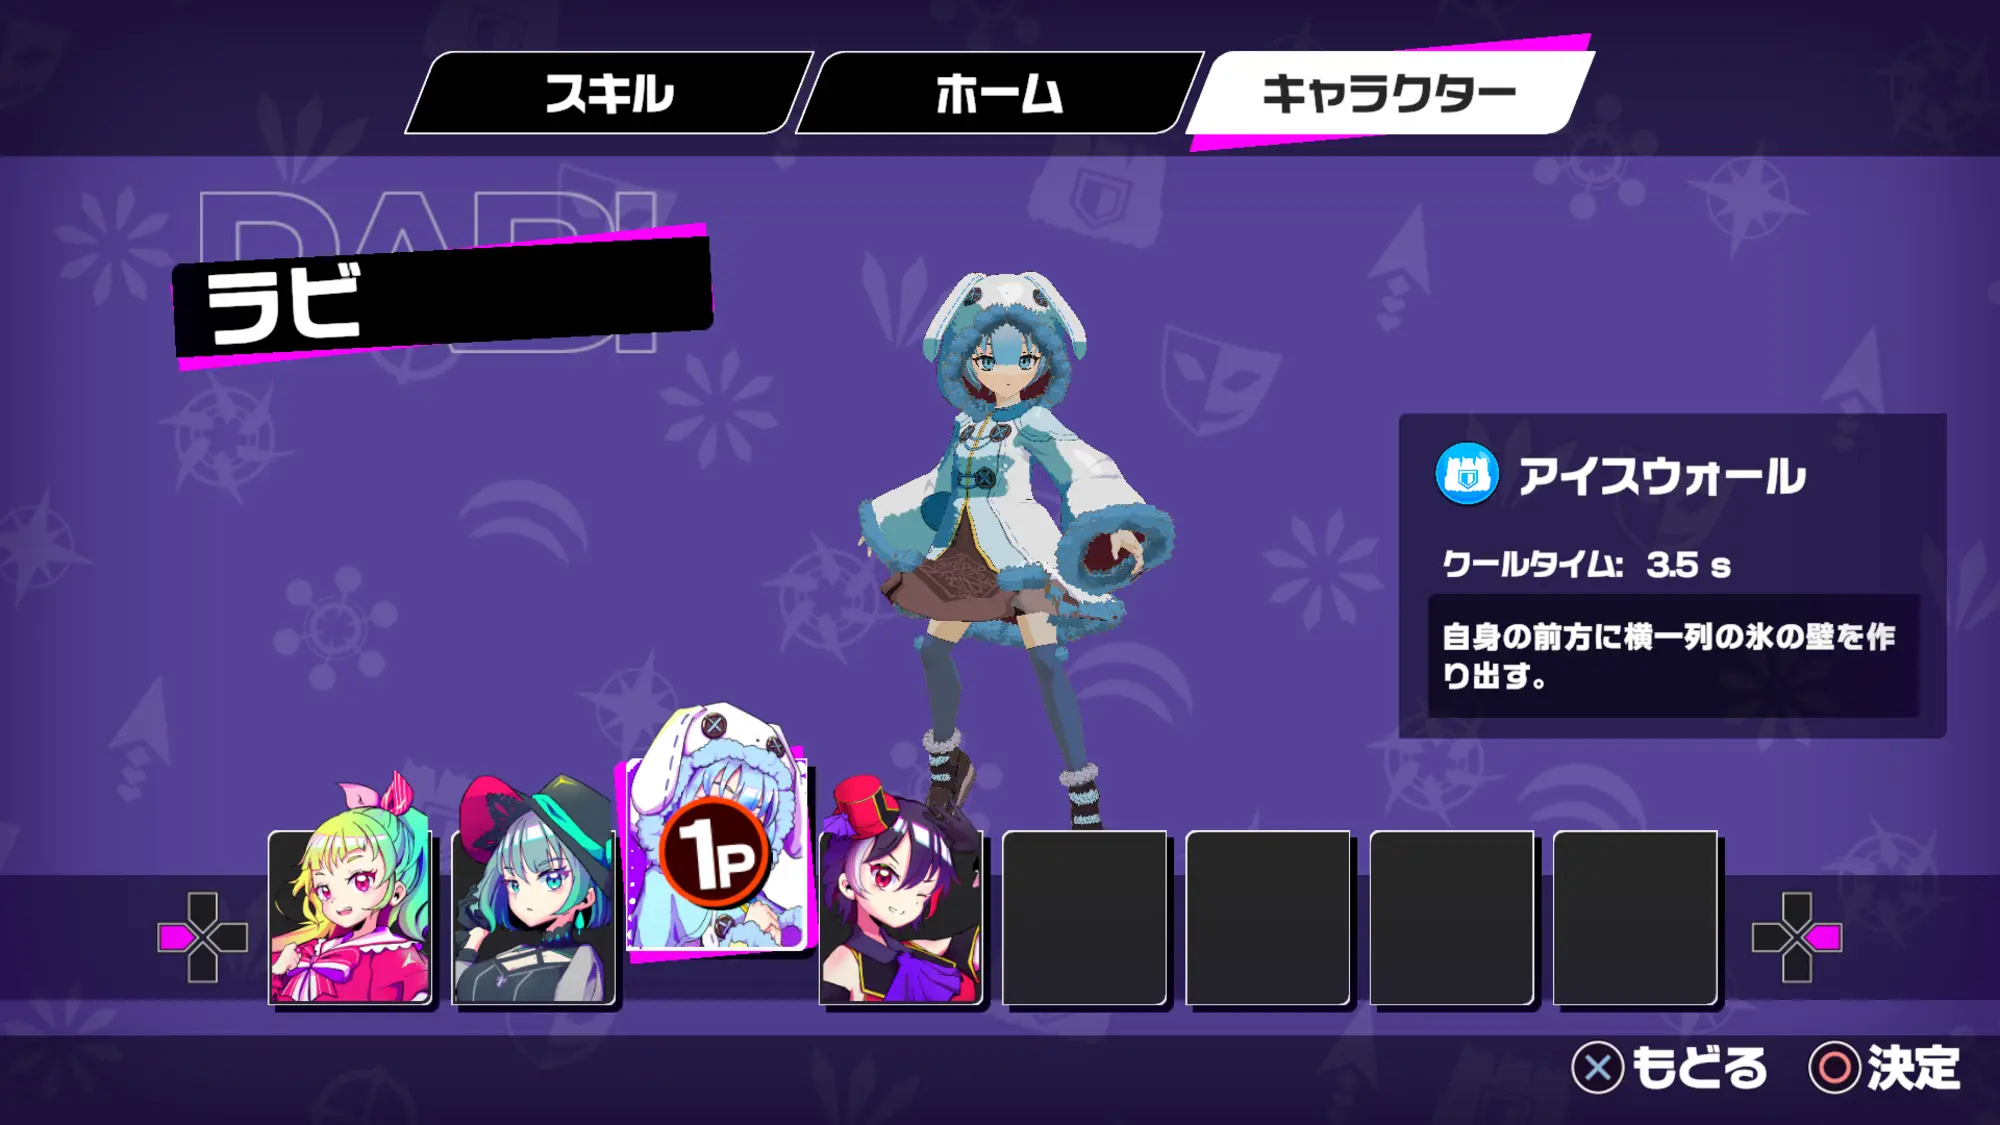 スキル
ホーム
キャラクター
ラビ
アイスウォール
クールタイム: 3.5 s
自身の前方に横一列の氷の壁を作
り出す。
1P
もどる
決定